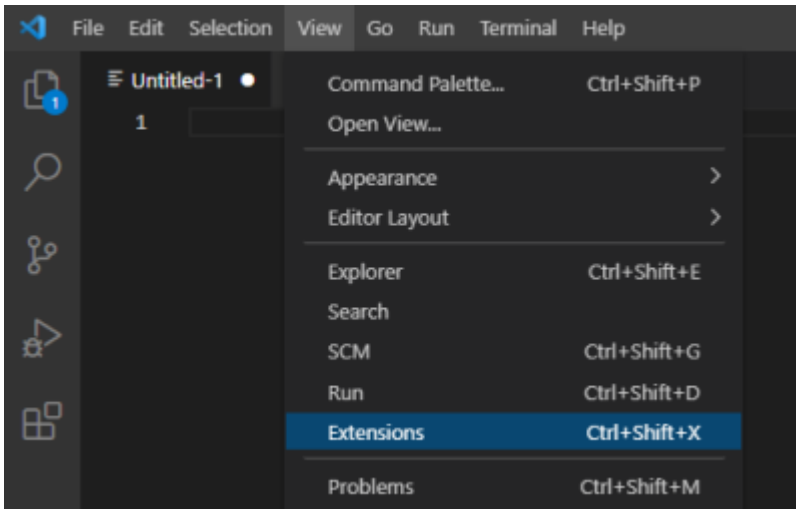 File Edit Selection View Go Run Terminal Help
Untitled-1
1
1
Command Palette... Ctrl+Shift+P
Open View...
Appearance
Editor Layout
Explorer Ctrl+Shift+E
Search
SCM Ctrl+Shift+G
Run Ctrl+Shift+D
Extensions Ctrl+Shift+X
Problems Ctrl+Shift+M